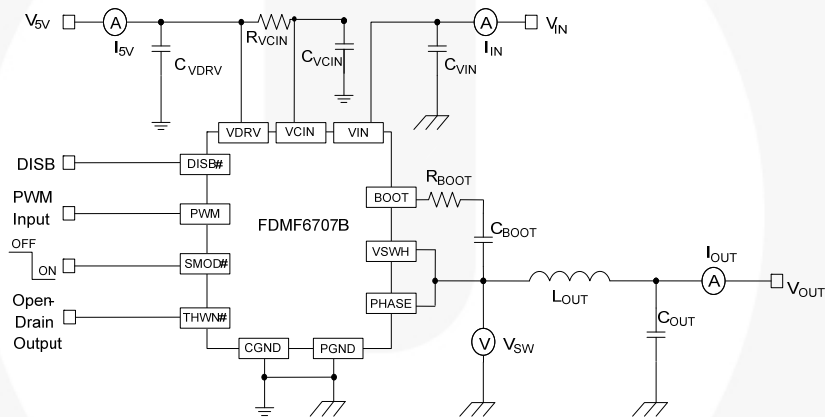 V5V
A
I5V
RVCIN
CVDRV
CVCIN
CVIN
A
IIN
VIN
VDRV
VCIN
VIN
DISB
DISB#
PWM
Input
PWM
OFF
ON
SMOD#
Open-
Drain
Output
THWN#
FDMF6707B
BOOT
RBOOT
CBOOT
VSWH
PHASE
CGND
PGND
V
VSW
LOUT
COUT
IOUT
A
VOUT